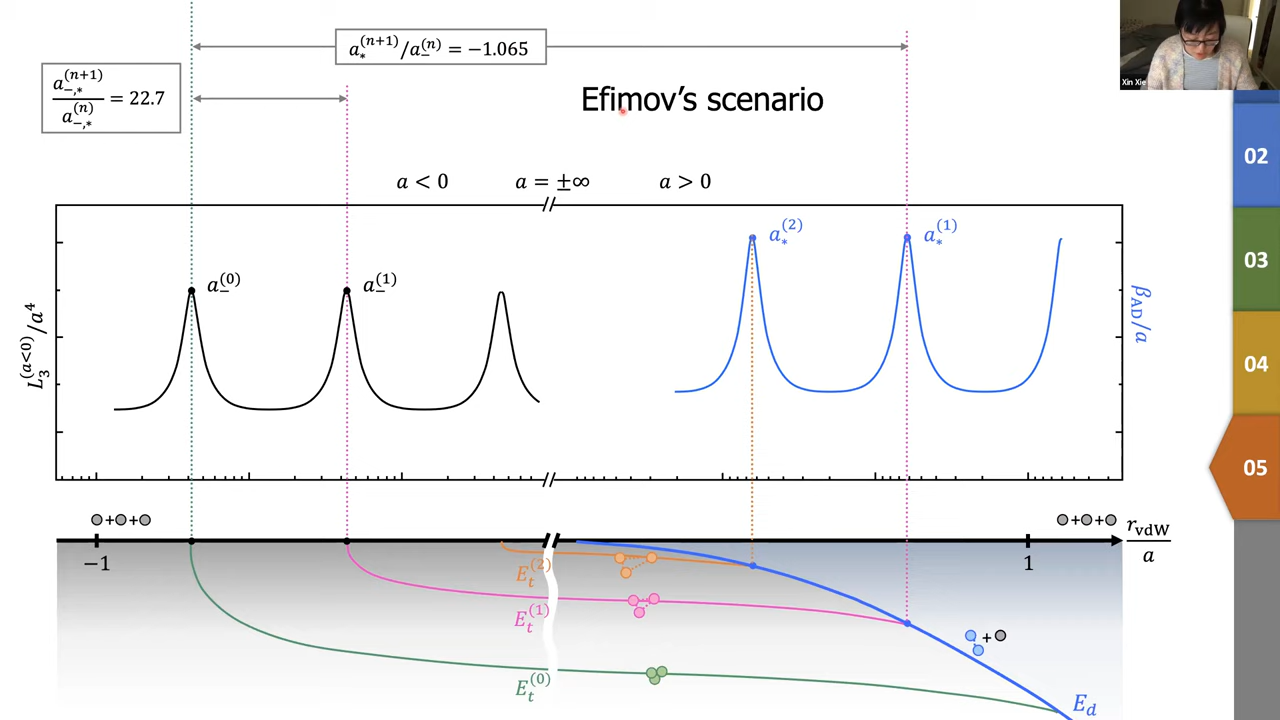 a_*^(n+1)/a_-^(n) = −1.065
a_{-,*}^(n+1)
a_{-,*}^(n)
= 22.7
Efimov's scenario
Xin Xie
02
03
04
05
a < 0
a = ±∞
a > 0
a_-^(0)
a_-^(1)
a_*^(2)
a_*^(1)
L_3^(a<0)/a^4
β_AD/a
−1
1
r_vdW
a
+ +
+ +
E_t^(2)
E_t^(1)
E_t^(0)
+
E_d